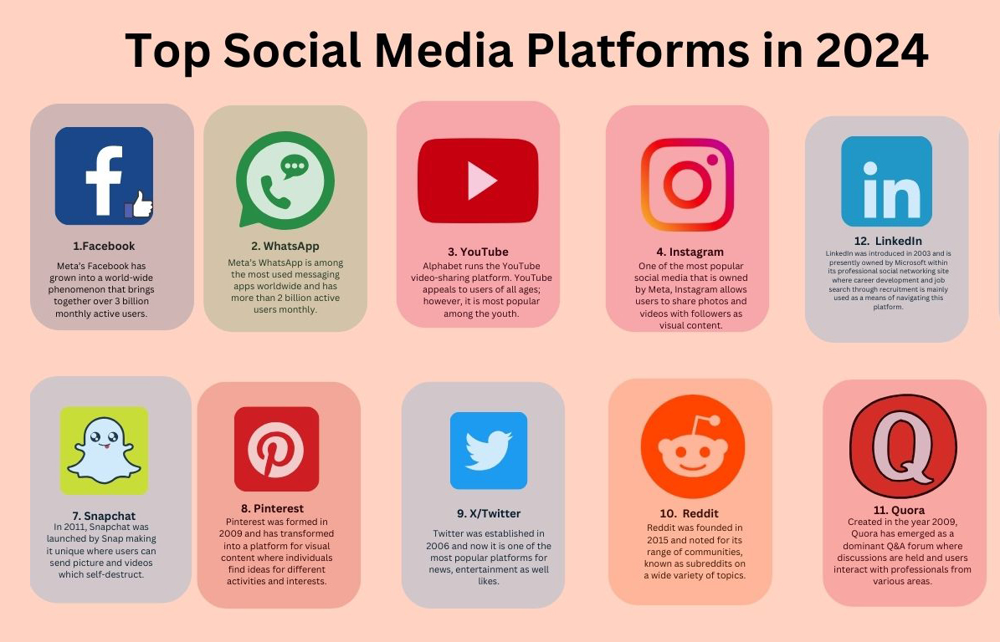 Top Social Media Platforms in 2024
1.Facebook
Meta's Facebook has
grown into a world-wide
phenomenon that brings
together over 3 billion
monthly active users.
2. WhatsApp
Meta's WhatsApp is among
the most used messaging
apps worldwide and has
more than 2 billion active
users monthly.
3. YouTube
Alphabet runs the YouTube
video-sharing platform. YouTube
appeals to users of all ages;
however, it is most popular
among the youth.
4. Instagram
One of the most popular
social media that is owned
by Meta, Instagram allows
users to share photos and
videos with followers as
visual content.
in
12. LinkedIn
LinkedIn was introduced in 2003 and is
presently owned by Microsoft within
its professional social networking site
where career development and job
search through recruitment is mainly
used as a means of navigating this
platform.
7. Snapchat
In 2011, Snapchat was
launched by Snap making
it unique where users can
send picture and videos
which self-destruct.
8. Pinterest
Pinterest was formed in
2009 and has transformed
into a platform for visual
content where individuals
find ideas for different
activities and interests.
9. X/Twitter
Twitter was established in
2006 and now it is one of the
most popular platforms for
news, entertainment as well
likes.
10. Reddit
Reddit was founded in
2015 and noted for its
range of communities,
known as subreddits on
a wide variety of topics.
Q
11. Quora
Created in the year 2009,
Quora has emerged as a
dominant Q&A forum where
discussions are held and users
interact with professionals from
various areas.